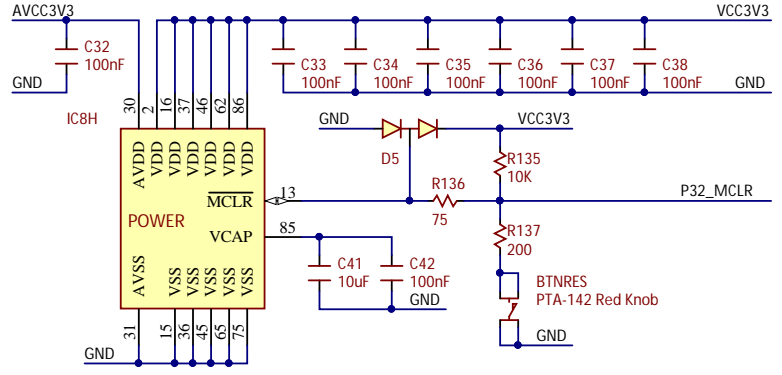 AVCC3V3
VCC3V3
C32
100nF
C33
100nF
C34
100nF
C35
100nF
C36
100nF
C37
100nF
C38
100nF
GND
GND
30
2
16
37
46
62
86
IC8H
AVDD
VDD
VDD
VDD
VDD
VDD
VDD
GND
VCC3V3
D5
R135
10K
MCLR
13
R136
75
P32_MCLR
POWER
VCAP
85
R137
200
C41
10uF
C42
100nF
GND
BTNRES
PTA-142 Red Knob
AVSS
VSS
VSS
VSS
VSS
VSS
31
15
36
45
65
75
GND
GND